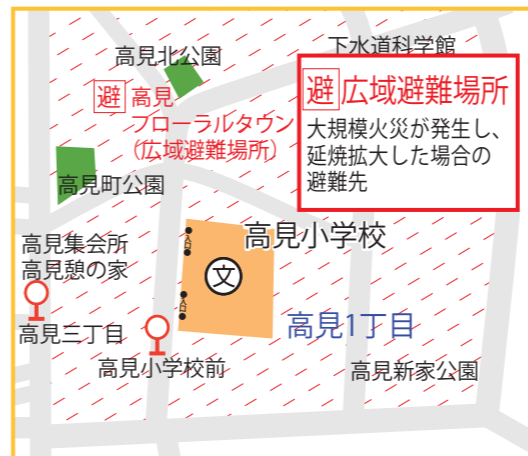 高見北公園
下水道科学館
避 高見
フローラルタウン
(広域避難場所)
避 広域避難場所
大規模火災が発生し、
延焼拡大した場合の
避難先
高見町公園
高見小学校
入口
文
入口
高見集会所
高見憩の家
高見三丁目
高見小学校前
高見1丁目
高見新家公園